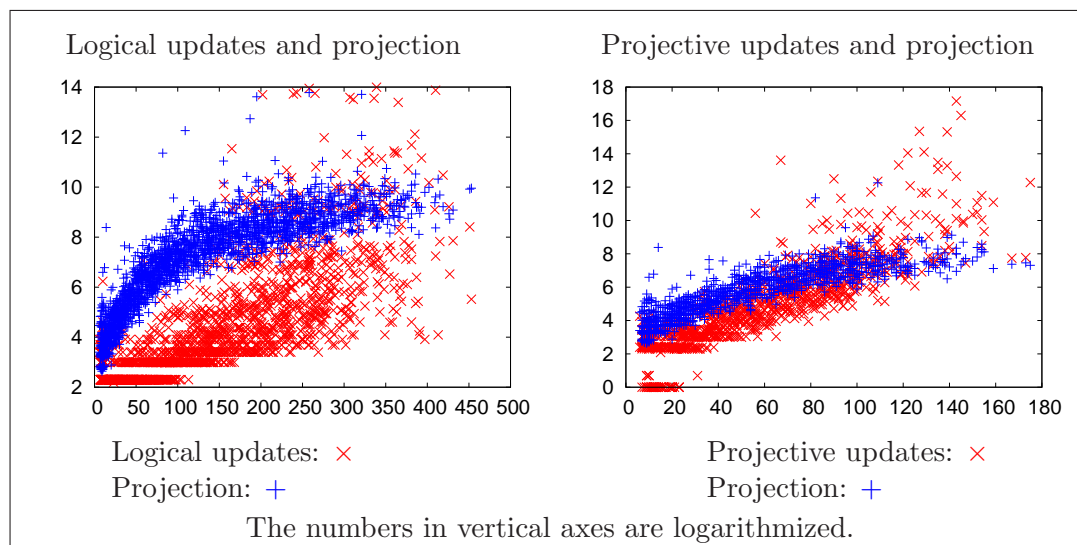 Logical updates and projection
14
12
10
8
6
4
2
0 50 100 150 200 250 300 350 400 450 500
Logical updates: ×
Projection: +
Projective updates and projection
18
16
14
12
10
8
6
4
2
0
0 20 40 60 80 100 120 140 160 180
Projective updates: ×
Projection: +
The numbers in vertical axes are logarithmized.